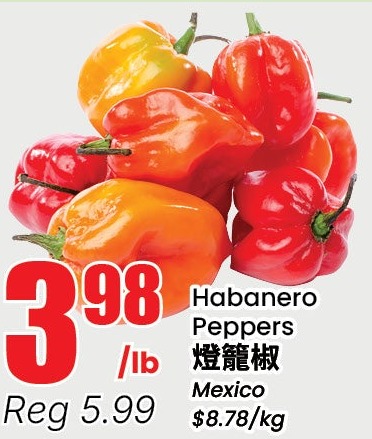 3.98
/lb
Reg 5.99
Habanero
Peppers
燈籠椒
Mexico
$8.78/kg